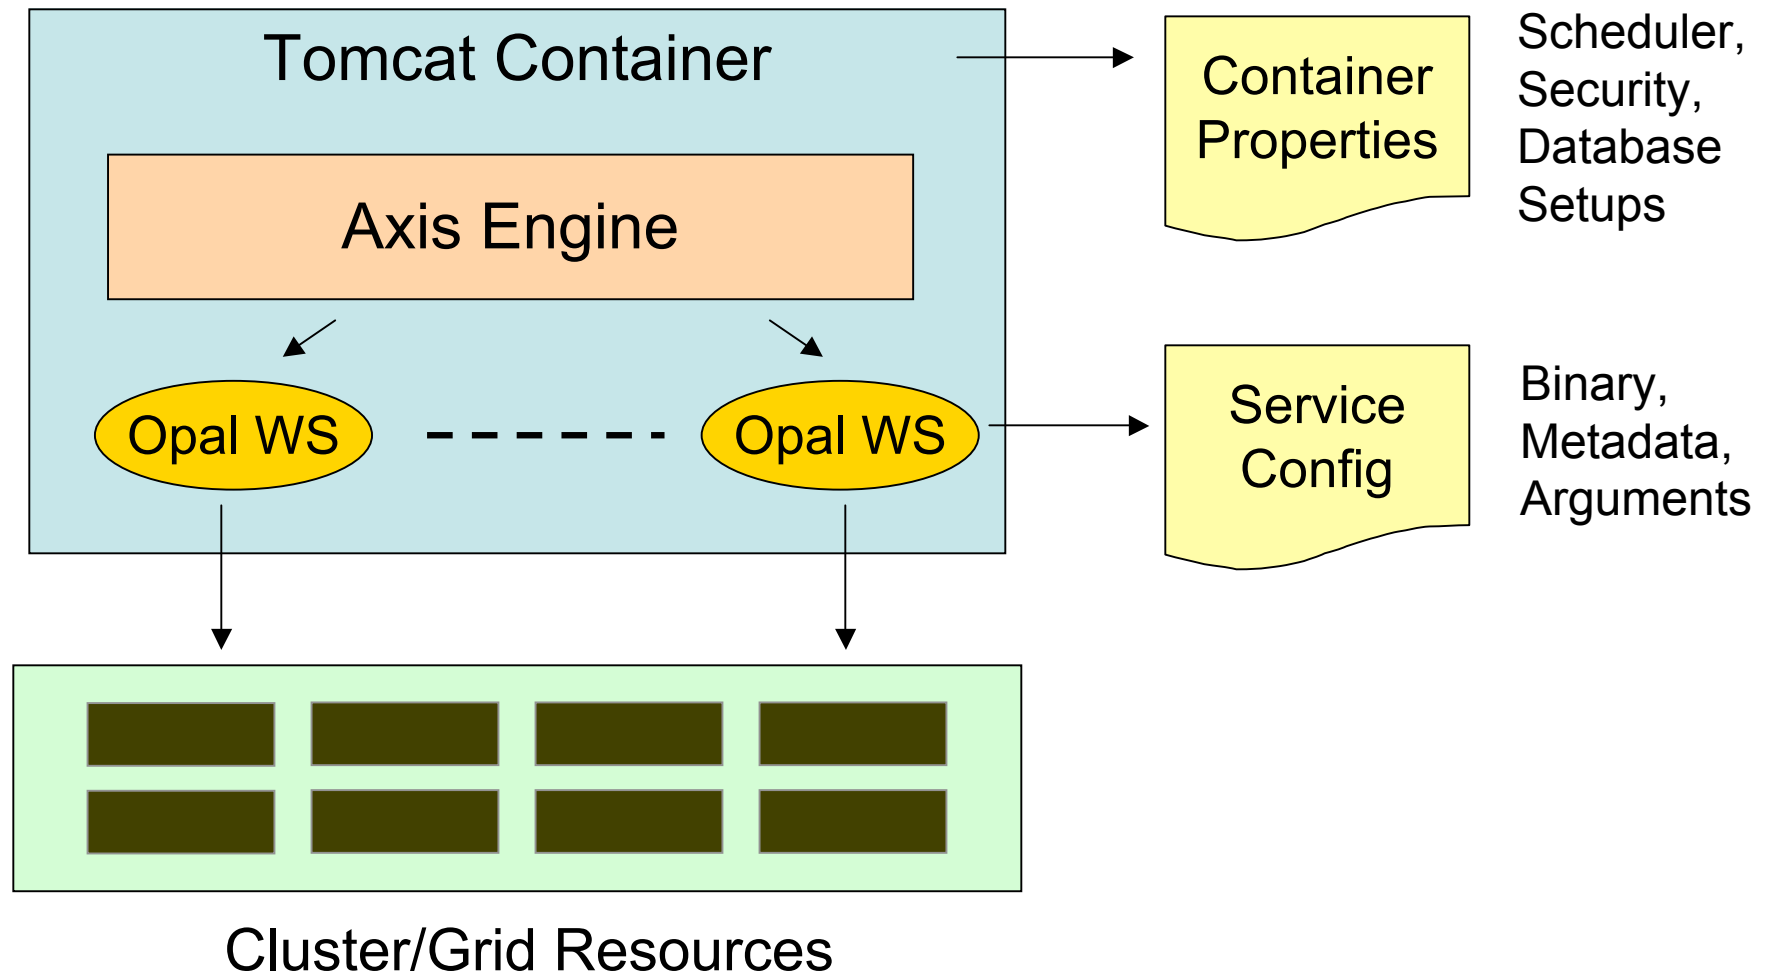 Tomcat Container
Axis Engine
Opal WS
Opal WS
Container
Properties
Scheduler,
Security,
Database
Setups
Service
Config
Binary,
Metadata,
Arguments
Cluster/Grid Resources